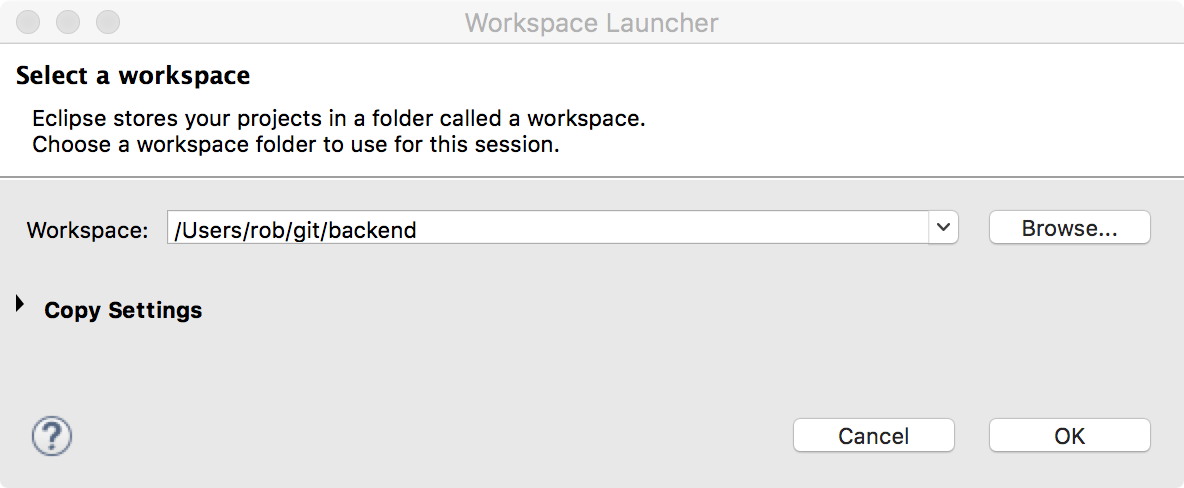 Workspace Launcher
Select a workspace
Eclipse stores your projects in a folder called a workspace.
Choose a workspace folder to use for this session.
Workspace: /Users/rob/git/backend Browse...
Copy Settings
? Cancel OK